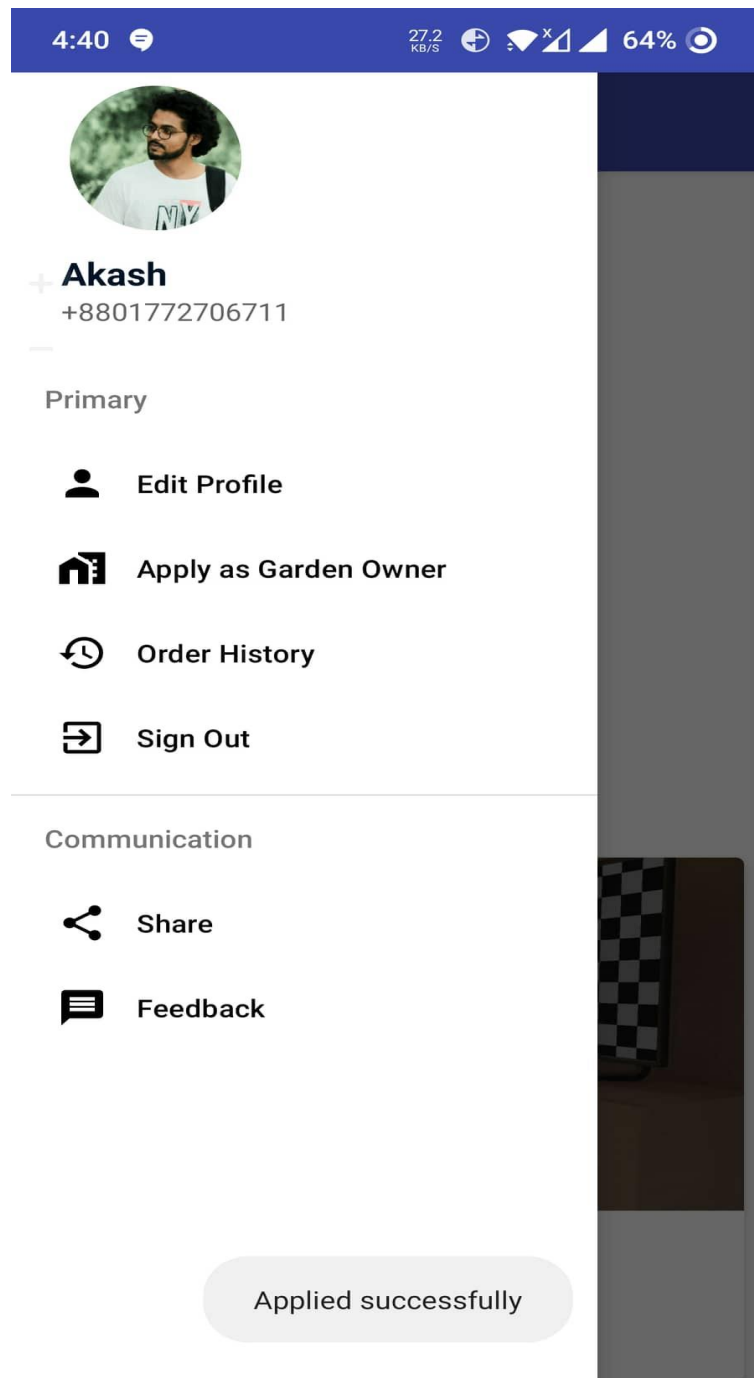 4:40
27.2
KB/S
64%
NY
Akash
+8801772706711
Primary
Edit Profile
Apply as Garden Owner
Order History
Sign Out
Communication
Share
Feedback
Applied successfully